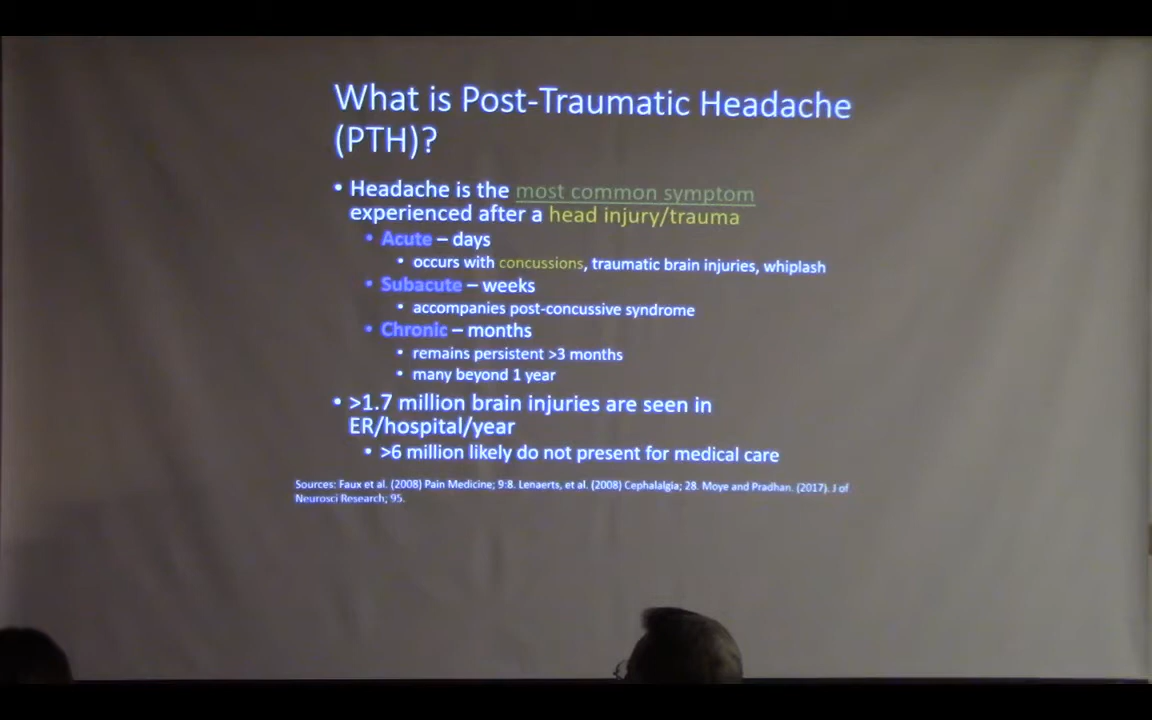 What is Post-Traumatic Headache
(PTH)?
• Headache is the most common symptom
experienced after a head injury/trauma
• Acute – days
• occurs with concussions, traumatic brain injuries, whiplash
• Subacute – weeks
• accompanies post-concussive syndrome
• Chronic – months
• remains persistent >3 months
• many beyond 1 year
• >1.7 million brain injuries are seen in
ER/hospital/year
• >6 million likely do not present for medical care
Sources: Faux et al. (2008) Pain Medicine; 9:8. Lenaerts, et al. (2008) Cephalalgia; 28. Moye and Pradhan. (2017). J of
Neurosci Research; 95.